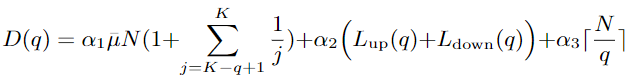 D(q) = α₁μ̄N(1+ ∑_{j=K−q+1}^{K} 1/j)+α₂(L_up(q)+L_down(q))+α₃⌈N/q⌉